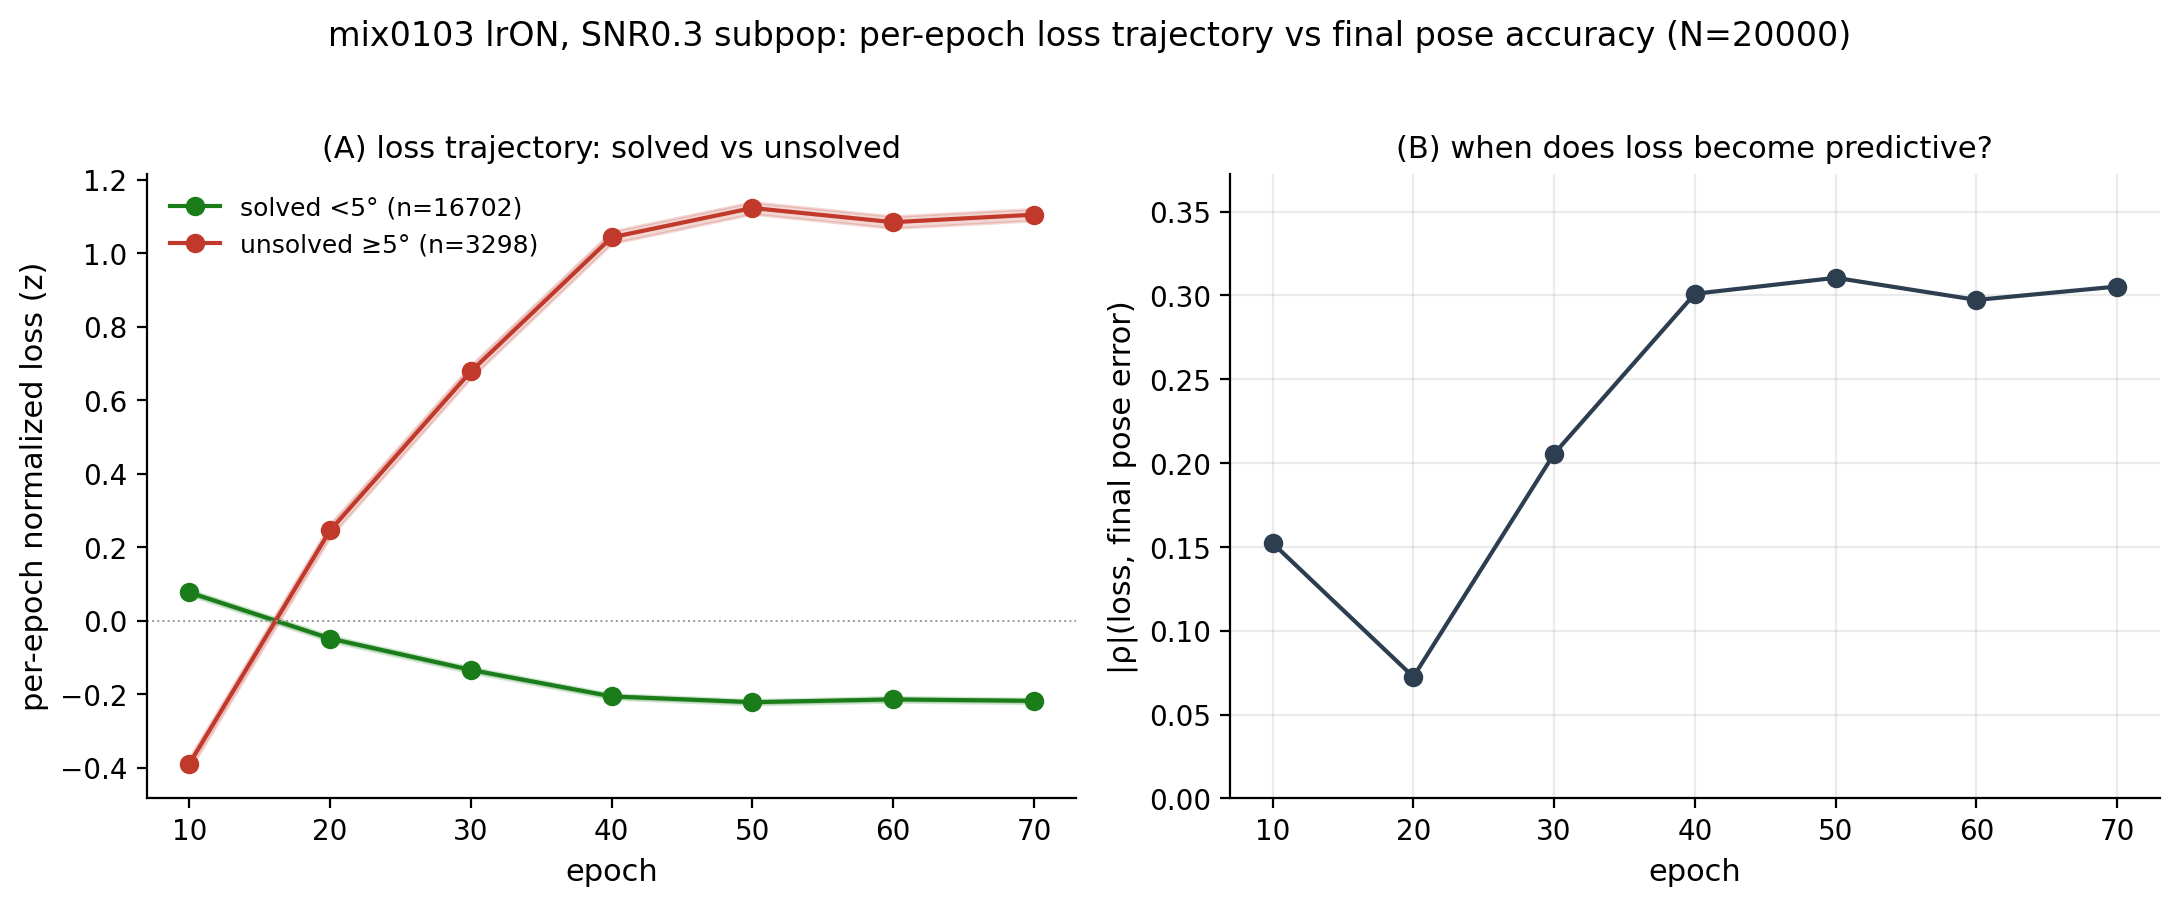 mix0103 lrON, SNR0.3 subpop: per-epoch loss trajectory vs final pose accuracy (N=20000)
(A) loss trajectory: solved vs unsolved
per-epoch normalized loss (z)
1.2
1.0
0.8
0.6
0.4
0.2
0.0
−0.2
−0.4
solved <5° (n=16702)
unsolved ≥5° (n=3298)
10 20 30 40 50 60 70
epoch
(B) when does loss become predictive?
|ρ|(loss, final pose error)
0.35
0.30
0.25
0.20
0.15
0.10
0.05
0.00
10 20 30 40 50 60 70
epoch